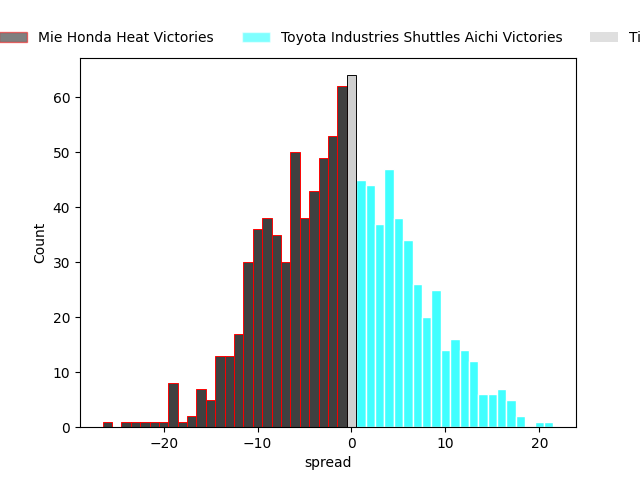 Mie Honda Heat Victories Toyota Industries Shuttles Aichi Victories Ti
60
50
40
30
20
10
0
Count
−20 −10 0 10 20
spread